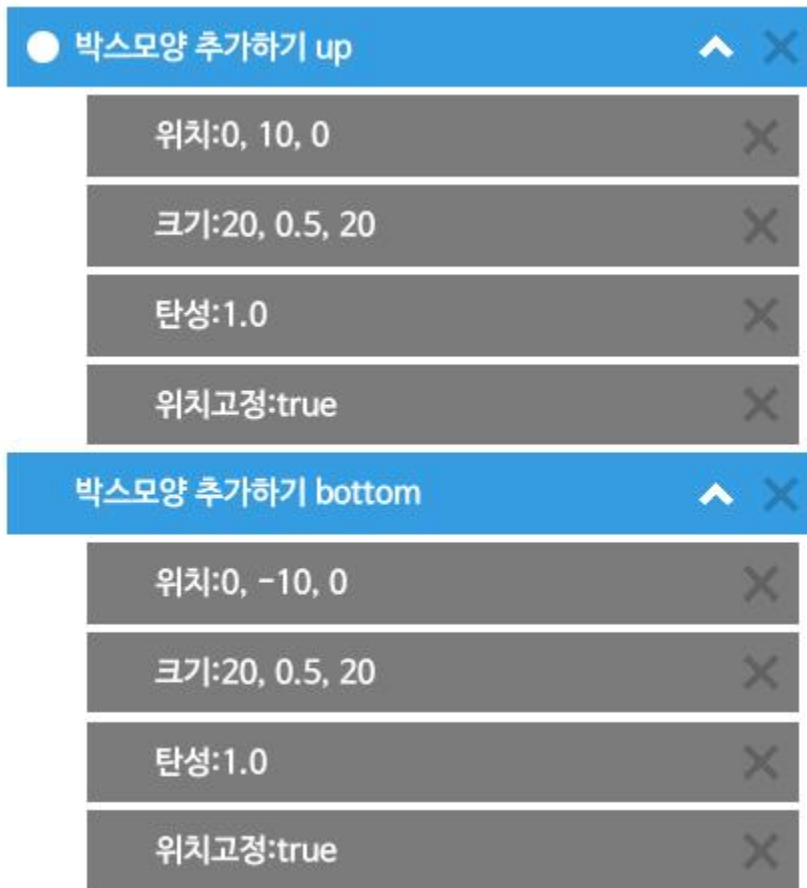 박스모양 추가하기 up
위치:0, 10, 0
크기:20, 0.5, 20
탄성:1.0
위치고정:true
박스모양 추가하기 bottom
위치:0, -10, 0
크기:20, 0.5, 20
탄성:1.0
위치고정:true